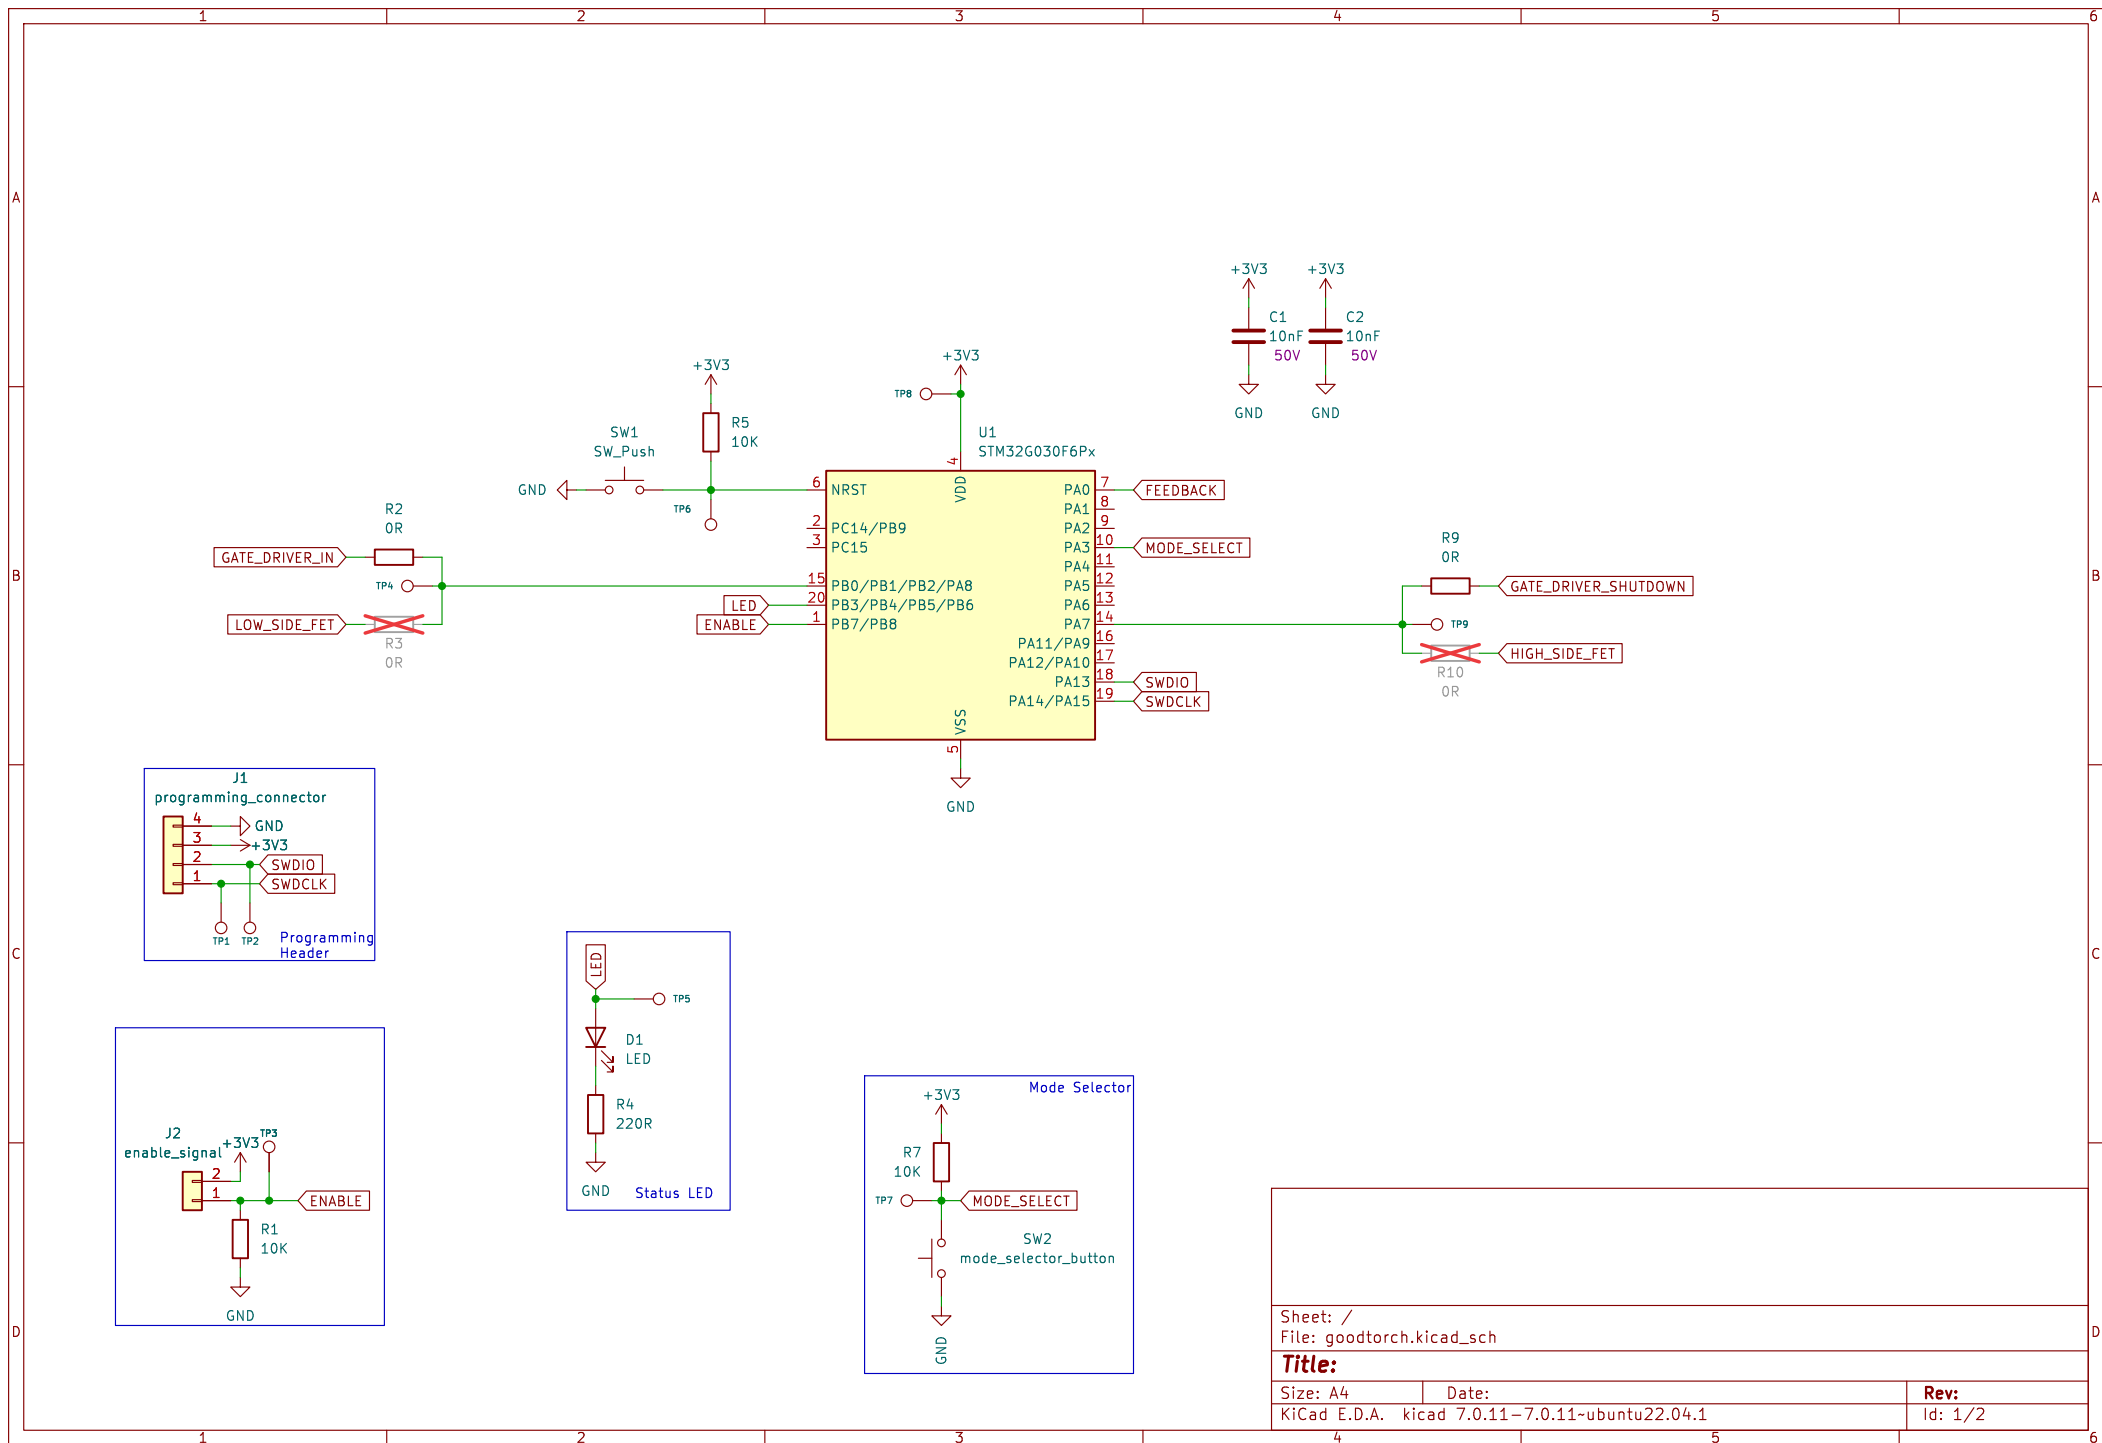 1 2 3 4 5 6
A A
+3V3 +3V3
C1 C2
10nF 10nF
50V 50V
GND GND
+3V3 +3V3
TP8
R5
10K
SW1
SW_Push
U1
STM32G030F6Px
4
GND
6 NRST VDD PA0 7 FEEDBACK
TP6
PA1 8
R2
0R
2 PC14/PB9 PA2 9
3 PC15 PA3 10 MODE_SELECT
R9
0R
GATE_DRIVER_IN
PA4 11
B B
TP4
15 PB0/PB1/PB2/PA8 PA5 12
GATE_DRIVER_SHUTDOWN
LED 20 PB3/PB4/PB5/PB6 PA6 13
LOW_SIDE_FET
ENABLE 1 PB7/PB8 PA7 14
TP9
R3
0R
PA11/PA9 16
HIGH_SIDE_FET
PA12/PA10 17
R10
0R
PA13 18 SWDIO
PA14/PA15 19 SWDCLK
VSS
5
GND
J1
programming_connector
4 GND
3 +3V3
2 SWDIO
1 SWDCLK
TP1 TP2
Programming
Header
C C
LED
TP5
D1
LED
R4
220R
GND
Status LED
J2
enable_signal
+3V3
TP3
2
1
ENABLE
R1
10K
GND
Mode Selector
+3V3
R7
10K
TP7
MODE_SELECT
SW2
mode_selector_button
GND
D D
Sheet: /
File: goodtorch.kicad_sch
Title:
Size: A4 Date: Rev:
KiCad E.D.A. kicad 7.0.11-7.0.11~ubuntu22.04.1 Id: 1/2
1 2 3 4 5 6